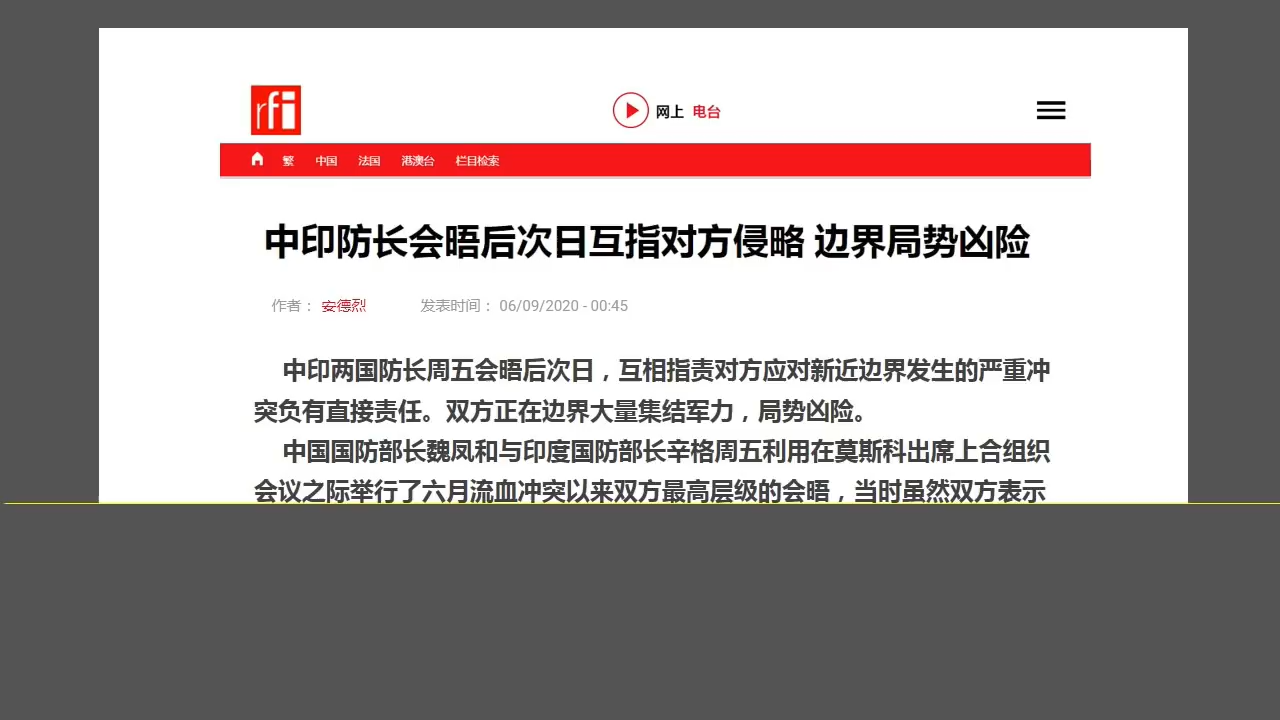 rfi
网上 电台
繁 中国 法国 港澳台 栏目检索
中印防长会晤后次日互指对方侵略 边界局势凶险
作者： 安德烈 发表时间： 06/09/2020 - 00:45
中印两国防长周五会晤后次日，互相指责对方应对新近边界发生的严重冲
突负有直接责任。双方正在边界大量集结军力，局势凶险。
中国国防部长魏凤和与印度国防部长辛格周五利用在莫斯科出席上合组织
会议之际举行了六月流血冲突以来双方最高层级的会晤，当时虽然双方表示